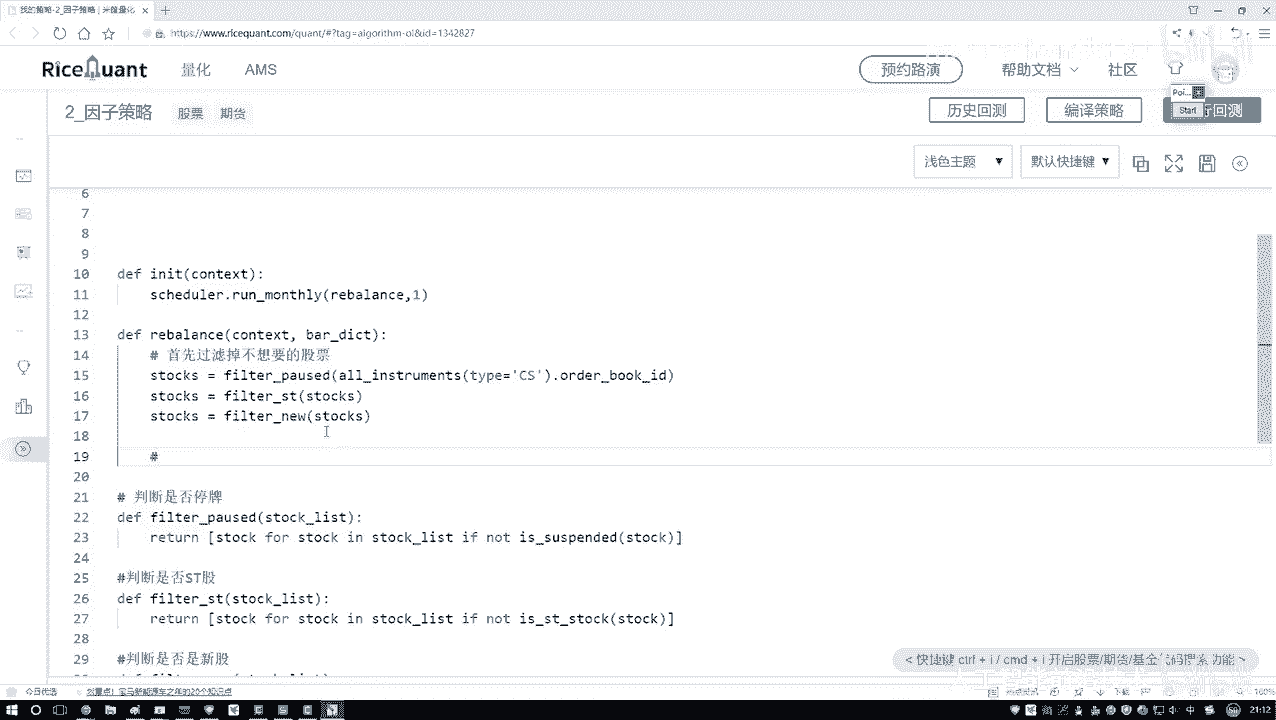 我的策略-2_因子策略 | 米筐量化
https://www.ricequant.com/quant/#?tag=algorithm-ol&id=1342827
RiceQuant 量化 AMS 预约路演 帮助文档 社区
Poi...
Start
2_因子策略 股票 期货 历史回测 编译策略 行回测
浅色主题 ▼ 默认快捷键 ▼
6
7
8
9
10 def init(context):
11 scheduler.run_monthly(rebalance,1)
12
13 def rebalance(context, bar_dict):
14 # 首先过滤掉不想要的股票
15 stocks = filter_paused(all_instruments(type='CS').order_book_id)
16 stocks = filter_st(stocks)
17 stocks = filter_new(stocks)
18
19 #
20
21 # 判断是否停牌
22 def filter_paused(stock_list):
23 return [stock for stock in stock_list if not is_suspended(stock)]
24
25 #判断是否ST股
26 def filter_st(stock_list):
27 return [stock for stock in stock_list if not is_st_stock(stock)]
28
29 #判断是否是新股
<快捷键 ctrl + i / cmd + i 开启股票/期货/基金
今日优选
100%
中
21:12